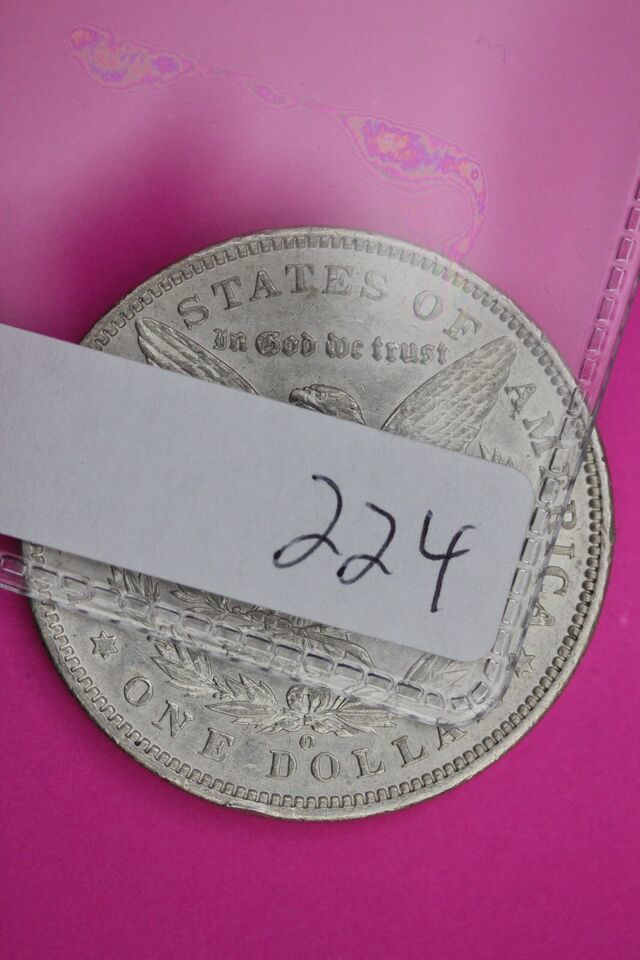 STATES OF AMERICA
In God we trust
224
O
ONE DOLLA